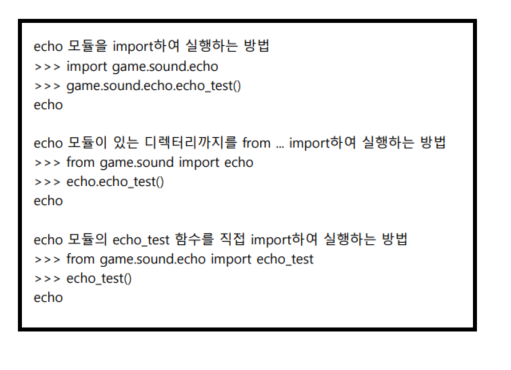 echo 모듈을 import하여 실행하는 방법
>>> import game.sound.echo
>>> game.sound.echo.echo_test()
echo
echo 모듈이 있는 디렉터리까지를 from ... import하여 실행하는 방법
>>> from game.sound import echo
>>> echo.echo_test()
echo
echo 모듈의 echo_test 함수를 직접 import하여 실행하는 방법
>>> from game.sound.echo import echo_test
>>> echo_test()
echo